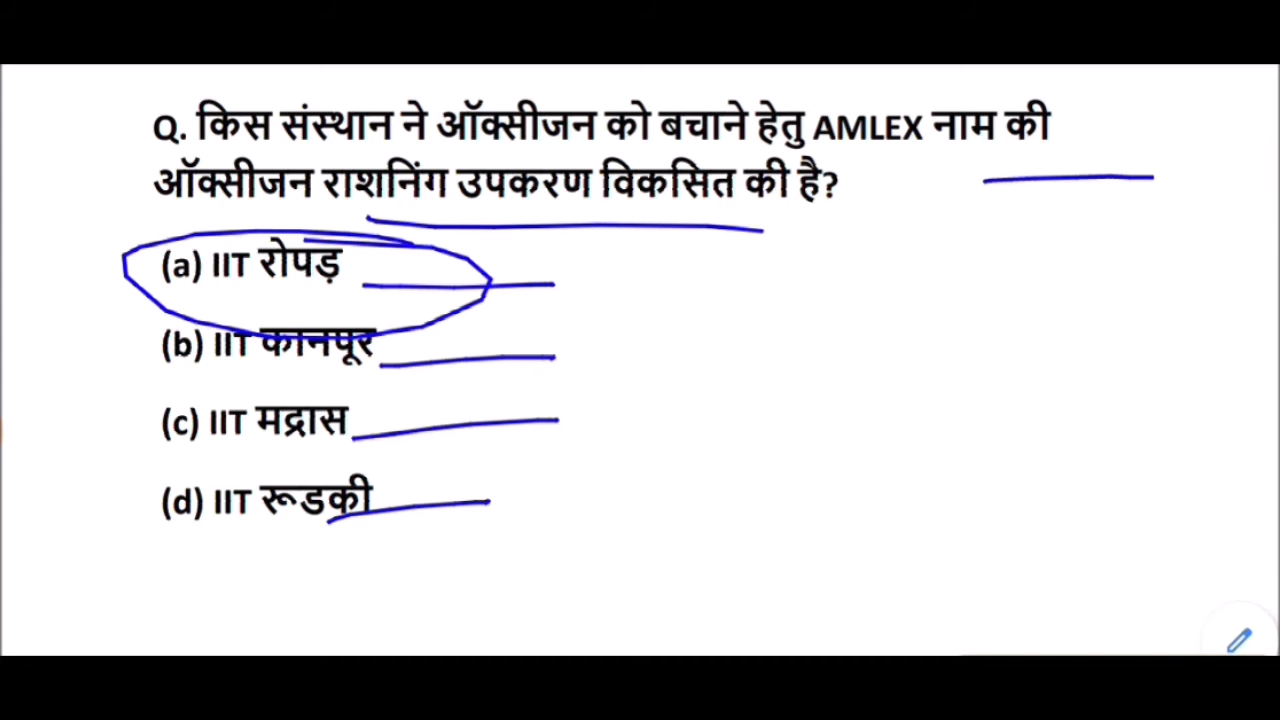 Q. किस संस्थान ने ऑक्सीजन को बचाने हेतु AMLEX नाम की
ऑक्सीजन राशनिंग उपकरण विकसित की है?
(a) IIT रोपड़
(b) IIT कानपूर
(c) IIT मद्रास
(d) IIT रूडकी